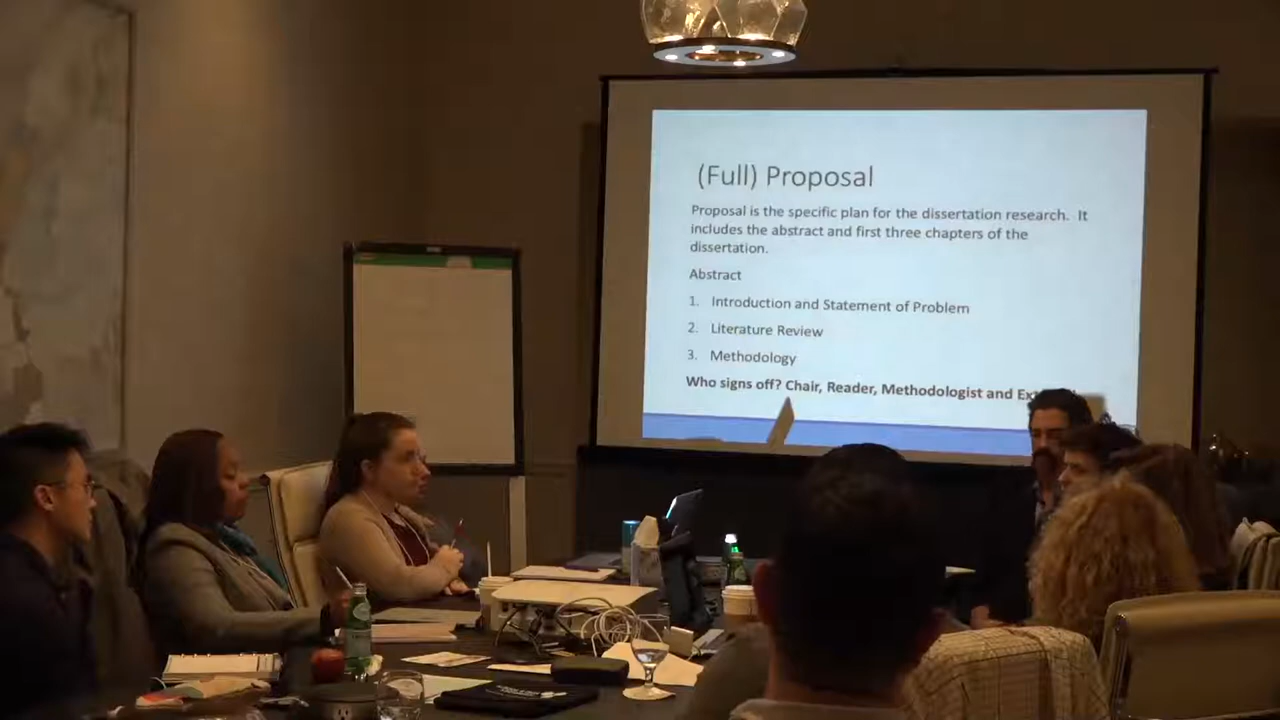 (Full) Proposal
Proposal is the specific plan for the dissertation research. It
includes the abstract and first three chapters of the
dissertation.
Abstract
1. Introduction and Statement of Problem
2. Literature Review
3. Methodology
Who signs off? Chair, Reader, Methodologist and